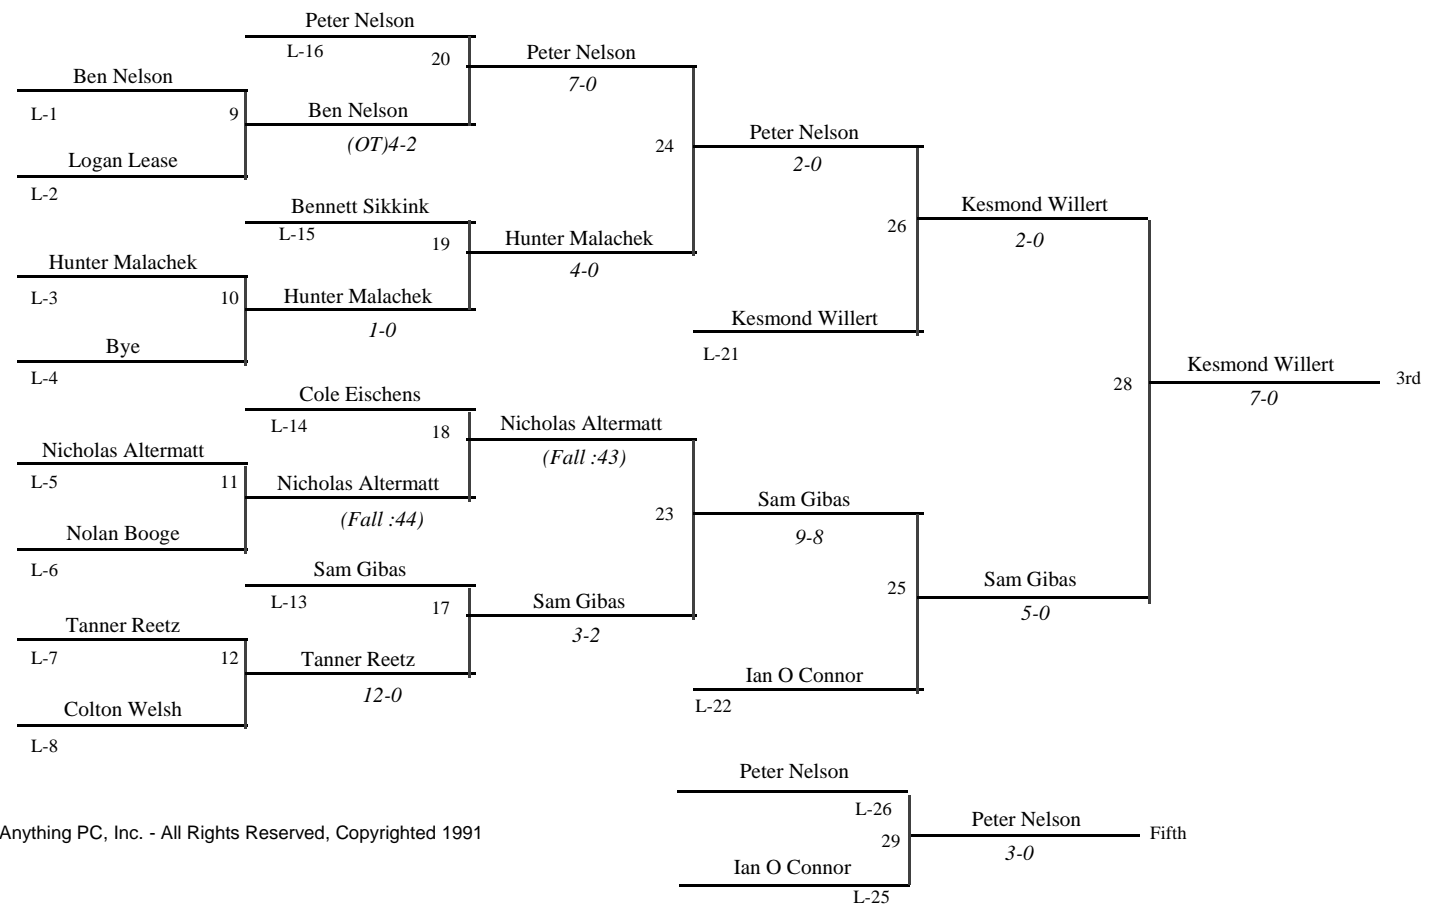 Peter Nelson
L-16
20
Peter Nelson
7-0
Ben Nelson
L-1
9
Ben Nelson
(OT)4-2
Logan Lease
L-2
24
Peter Nelson
2-0
Bennett Sikkink
L-15
19
Hunter Malachek
4-0
Hunter Malachek
L-3
10
Hunter Malachek
1-0
Bye
L-4
26
Kesmond Willert
2-0
Kesmond Willert
L-21
28
Kesmond Willert
7-0
3rd
Cole Eischens
L-14
18
Nicholas Altermatt
(Fall :43)
Nicholas Altermatt
L-5
11
Nicholas Altermatt
(Fall :44)
Nolan Booge
L-6
23
Sam Gibas
9-8
Sam Gibas
L-13
17
Sam Gibas
3-2
Tanner Reetz
L-7
12
Tanner Reetz
12-0
Colton Welsh
L-8
25
Sam Gibas
5-0
Ian O Connor
L-22
Peter Nelson
L-26
29
Peter Nelson
3-0
Fifth
Ian O Connor
L-25
Anything PC, Inc. - All Rights Reserved, Copyrighted 1991